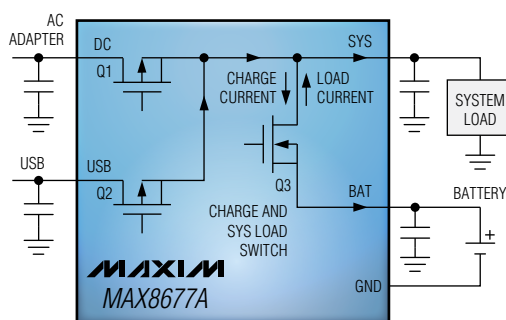 AC
ADAPTER
DC
Q1
SYS
CHARGE
CURRENT
LOAD
CURRENT
SYSTEM
LOAD
USB
USB
Q2
Q3
BAT
BATTERY
+
CHARGE AND
SYS LOAD
SWITCH
MAXIM
MAX8677A
GND